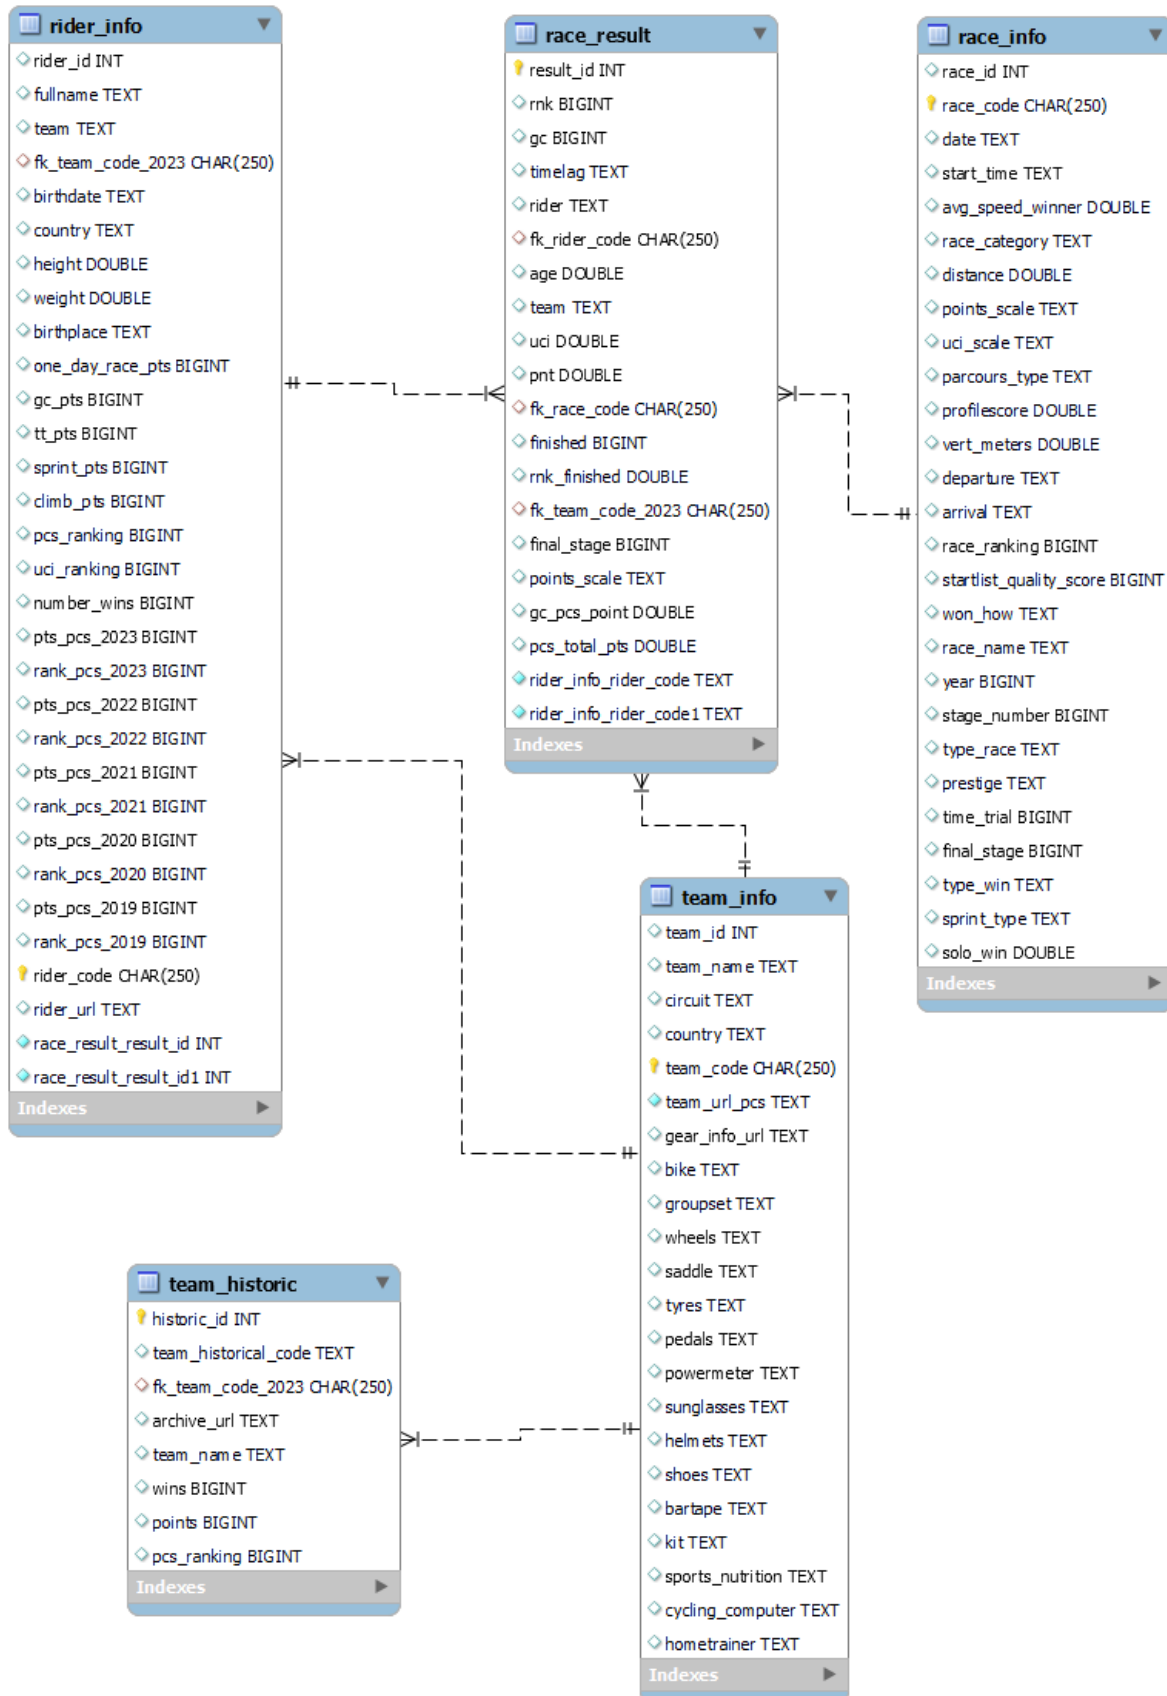 rider_info
rider_id INT
fullname TEXT
team TEXT
fk_team_code_2023 CHAR(250)
birthdate TEXT
country TEXT
height DOUBLE
weight DOUBLE
birthplace TEXT
one_day_race_pts BIGINT
gc_pts BIGINT
tt_pts BIGINT
sprint_pts BIGINT
climb_pts BIGINT
pcs_ranking BIGINT
uci_ranking BIGINT
number_wins BIGINT
pts_pcs_2023 BIGINT
rank_pcs_2023 BIGINT
pts_pcs_2022 BIGINT
rank_pcs_2022 BIGINT
pts_pcs_2021 BIGINT
rank_pcs_2021 BIGINT
pts_pcs_2020 BIGINT
rank_pcs_2020 BIGINT
pts_pcs_2019 BIGINT
rank_pcs_2019 BIGINT
rider_code CHAR(250)
rider_url TEXT
race_result_result_id INT
race_result_result_id1 INT
Indexes
race_result
result_id INT
rnk BIGINT
gc BIGINT
timelag TEXT
rider TEXT
fk_rider_code CHAR(250)
age DOUBLE
team TEXT
uci DOUBLE
pnt DOUBLE
fk_race_code CHAR(250)
finished BIGINT
rnk_finished DOUBLE
fk_team_code_2023 CHAR(250)
final_stage BIGINT
points_scale TEXT
gc_pcs_point DOUBLE
pcs_total_pts DOUBLE
rider_info_rider_code TEXT
rider_info_rider_code1 TEXT
Indexes
race_info
race_id INT
race_code CHAR(250)
date TEXT
start_time TEXT
avg_speed_winner DOUBLE
race_category TEXT
distance DOUBLE
points_scale TEXT
uci_scale TEXT
parcours_type TEXT
profilescore DOUBLE
vert_meters DOUBLE
departure TEXT
arrival TEXT
race_ranking BIGINT
startlist_quality_score BIGINT
won_how TEXT
race_name TEXT
year BIGINT
stage_number BIGINT
type_race TEXT
prestige TEXT
time_trial BIGINT
final_stage BIGINT
type_win TEXT
sprint_type TEXT
solo_win DOUBLE
Indexes
team_info
team_id INT
team_name TEXT
circuit TEXT
country TEXT
team_code CHAR(250)
team_url_pcs TEXT
gear_info_url TEXT
bike TEXT
groupset TEXT
wheels TEXT
saddle TEXT
tyres TEXT
pedals TEXT
powermeter TEXT
sunglasses TEXT
helmets TEXT
shoes TEXT
bartape TEXT
kit TEXT
sports_nutrition TEXT
cycling_computer TEXT
hometrainer TEXT
Indexes
team_historic
historic_id INT
team_historical_code TEXT
fk_team_code_2023 CHAR(250)
archive_url TEXT
team_name TEXT
wins BIGINT
points BIGINT
pcs_ranking BIGINT
Indexes